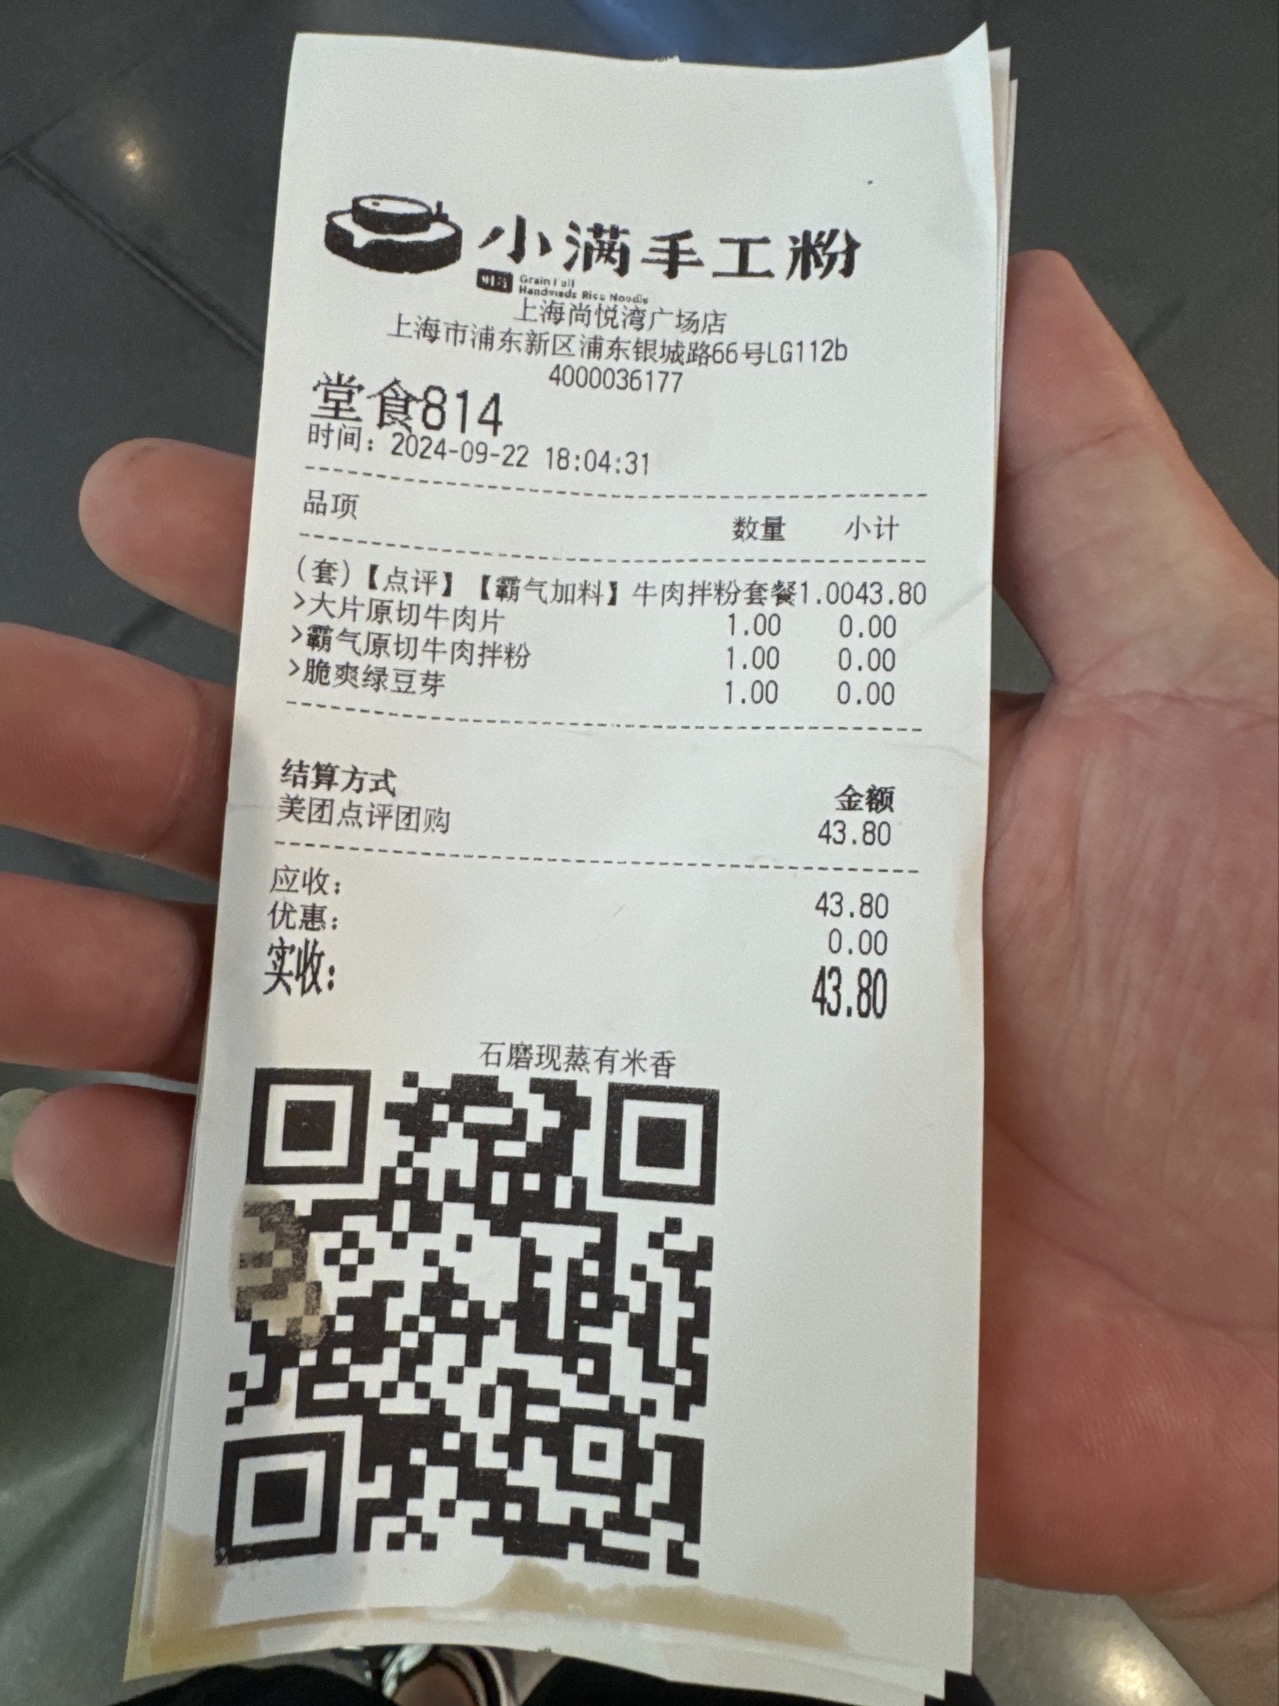 小满手工粉
Grain Full
Handmade Rice Noodle
上海尚悦湾广场店
上海市浦东新区浦东银城路66号LG112b
4000036177
堂食814
时间：2024-09-22 18:04:31
品项 数量 小计
(套)【点评】【霸气加料】牛肉拌粉套餐1.0043.80
>大片原切牛肉片 1.00 0.00
>霸气原切牛肉拌粉 1.00 0.00
>脆爽绿豆芽 1.00 0.00
结算方式 金额
美团点评团购 43.80
应收： 43.80
优惠： 0.00
实收： 43.80
石磨现蒸有米香